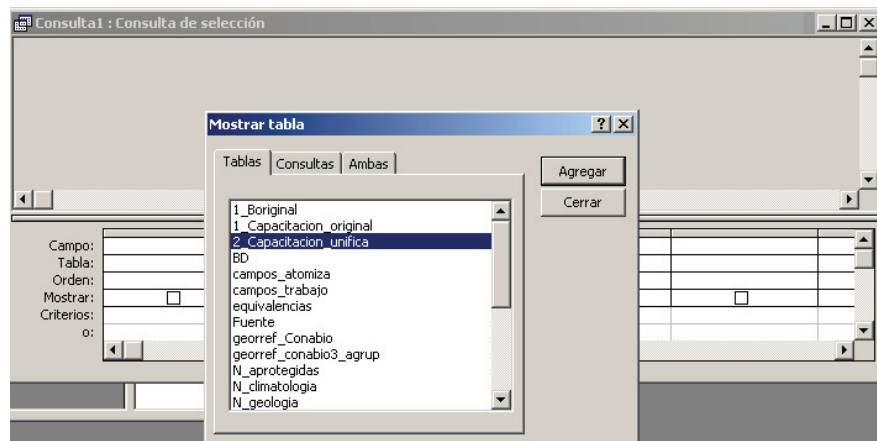 Consulta1 : Consulta de selección
Mostrar tabla
Tablas Consultas Ambas
Agregar
Cerrar
1_Boriginal
1_Capacitacion_original
2_Capacitacion_unifica
BD
campos_atomiza
campos_trabajo
equivalencias
Fuente
georref_Conabio
georref_conabio3_agrup
N_aprotegidas
N_climatologia
N_geologia
Campo:
Tabla:
Orden:
Mostrar:
Criterios:
o: